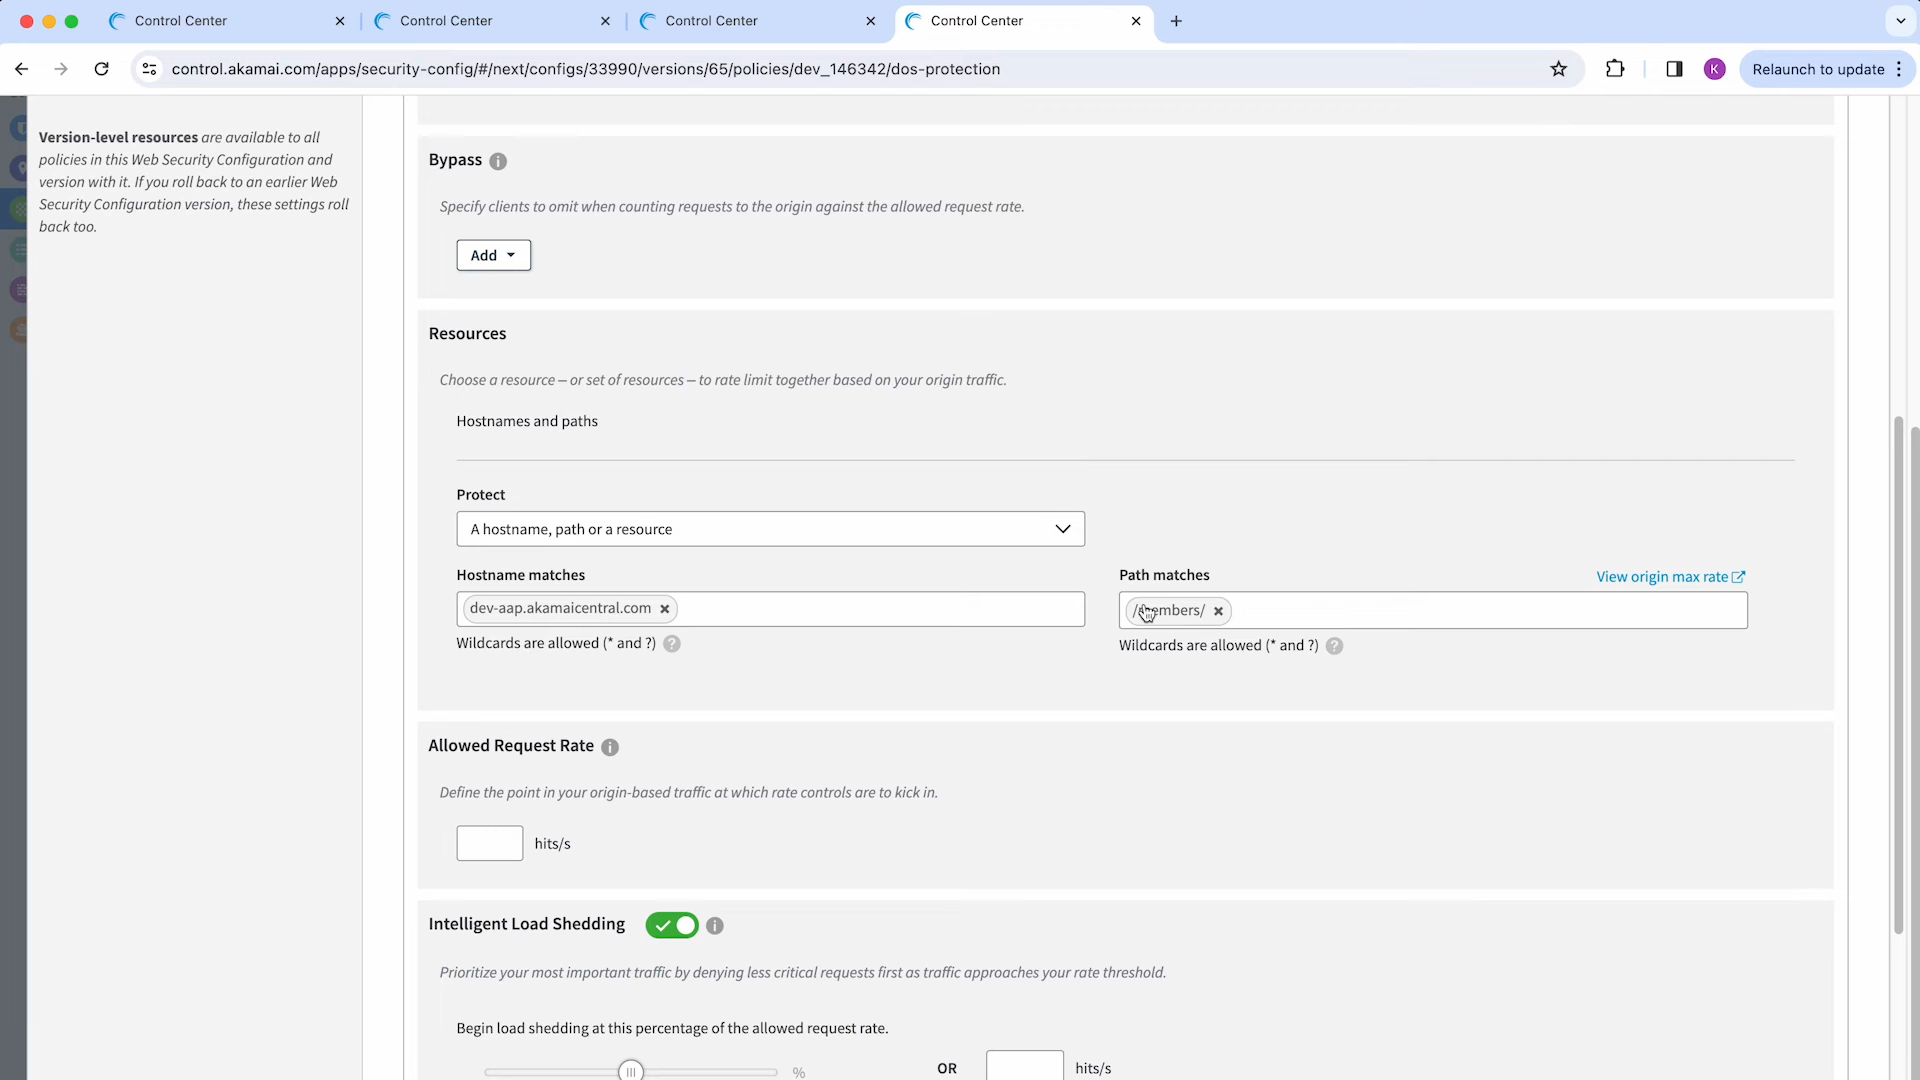 Control Center
Control Center
Control Center
Control Center
control.akamai.com/apps/security-config/#/next/configs/33990/versions/65/policies/dev_146342/dos-protection
K
Relaunch to update
Version-level resources are available to all
policies in this Web Security Configuration and
version with it. If you roll back to an earlier Web
Security Configuration version, these settings roll
back too.
Bypass
Specify clients to omit when counting requests to the origin against the allowed request rate.
Add
Resources
Choose a resource – or set of resources – to rate limit together based on your origin traffic.
Hostnames and paths
Protect
A hostname, path or a resource
Hostname matches
Path matches
View origin max rate
dev-aap.akamaicentral.com
/members/
Wildcards are allowed (* and ?)
Wildcards are allowed (* and ?)
Allowed Request Rate
Define the point in your origin-based traffic at which rate controls are to kick in.
hits/s
Intelligent Load Shedding
Prioritize your most important traffic by denying less critical requests first as traffic approaches your rate threshold.
Begin load shedding at this percentage of the allowed request rate.
%
OR
hits/s